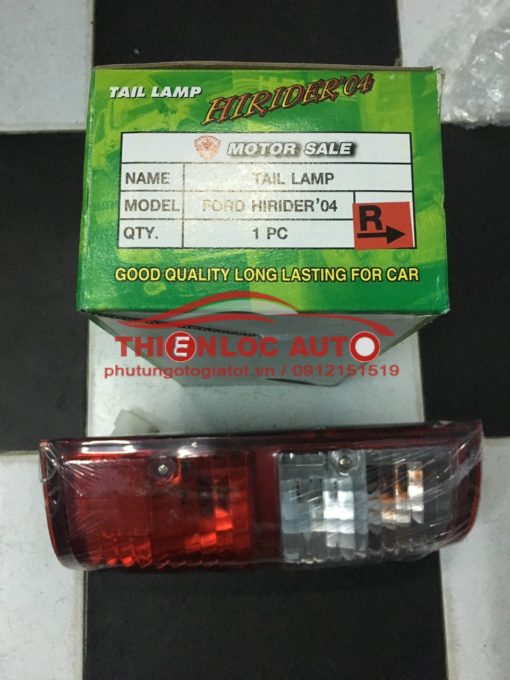 TAIL LAMP HIRIDER'04
MOTOR SALE
NAME TAIL LAMP
MODEL FORD HIRIDER'04
R
QTY. 1 PC
GOOD QUALITY LONG LASTING FOR CAR
THIENLOC AUTO
phutungotogiatot.vn / 0912151519